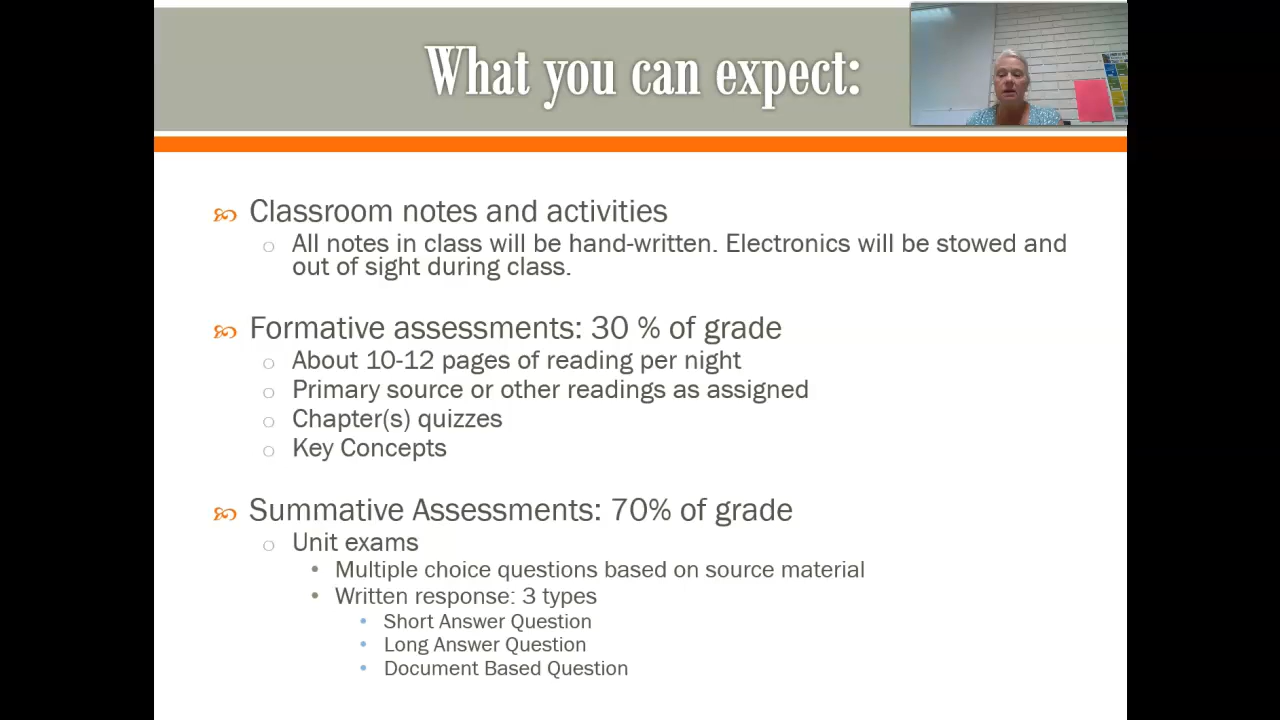 What you can expect:
Classroom notes and activities
All notes in class will be hand-written. Electronics will be stowed and
out of sight during class.
Formative assessments: 30 % of grade
About 10-12 pages of reading per night
Primary source or other readings as assigned
Chapter(s) quizzes
Key Concepts
Summative Assessments: 70% of grade
Unit exams
Multiple choice questions based on source material
Written response: 3 types
Short Answer Question
Long Answer Question
Document Based Question